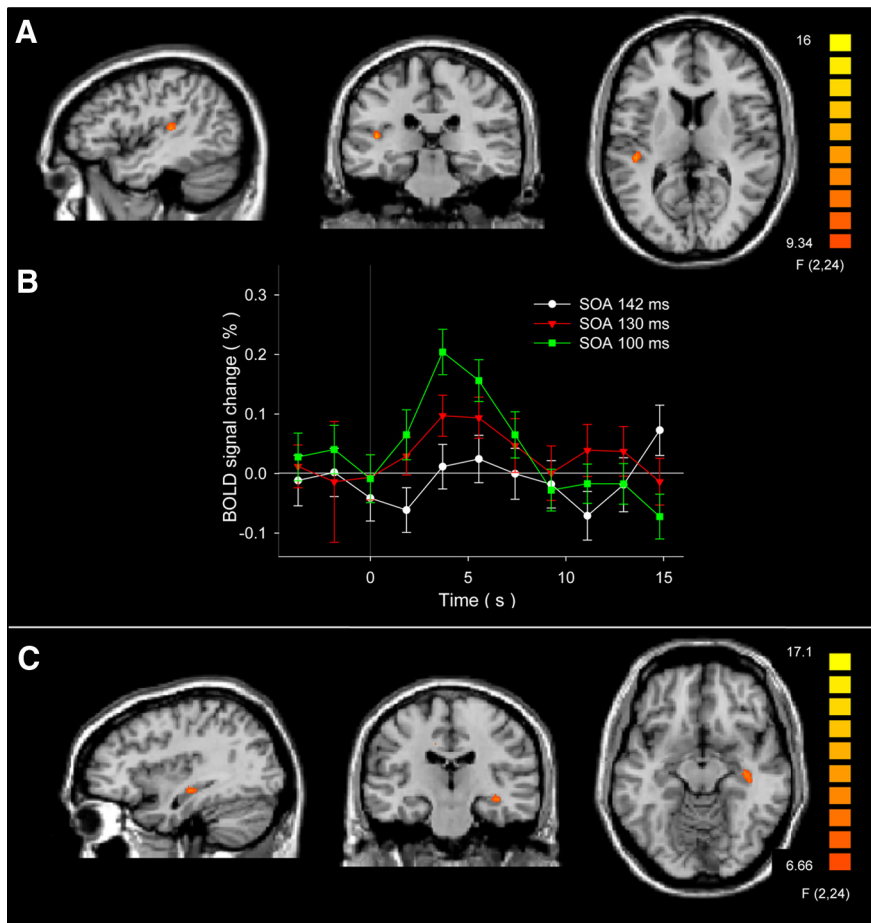 A
16
9.34
F (2,24)
B
BOLD signal change ( % )
0.3
0.2
0.1
0.0
-0.1
SOA 142 ms
SOA 130 ms
SOA 100 ms
0 5 10 15
Time ( s )
C
17.1
6.66
F (2,24)